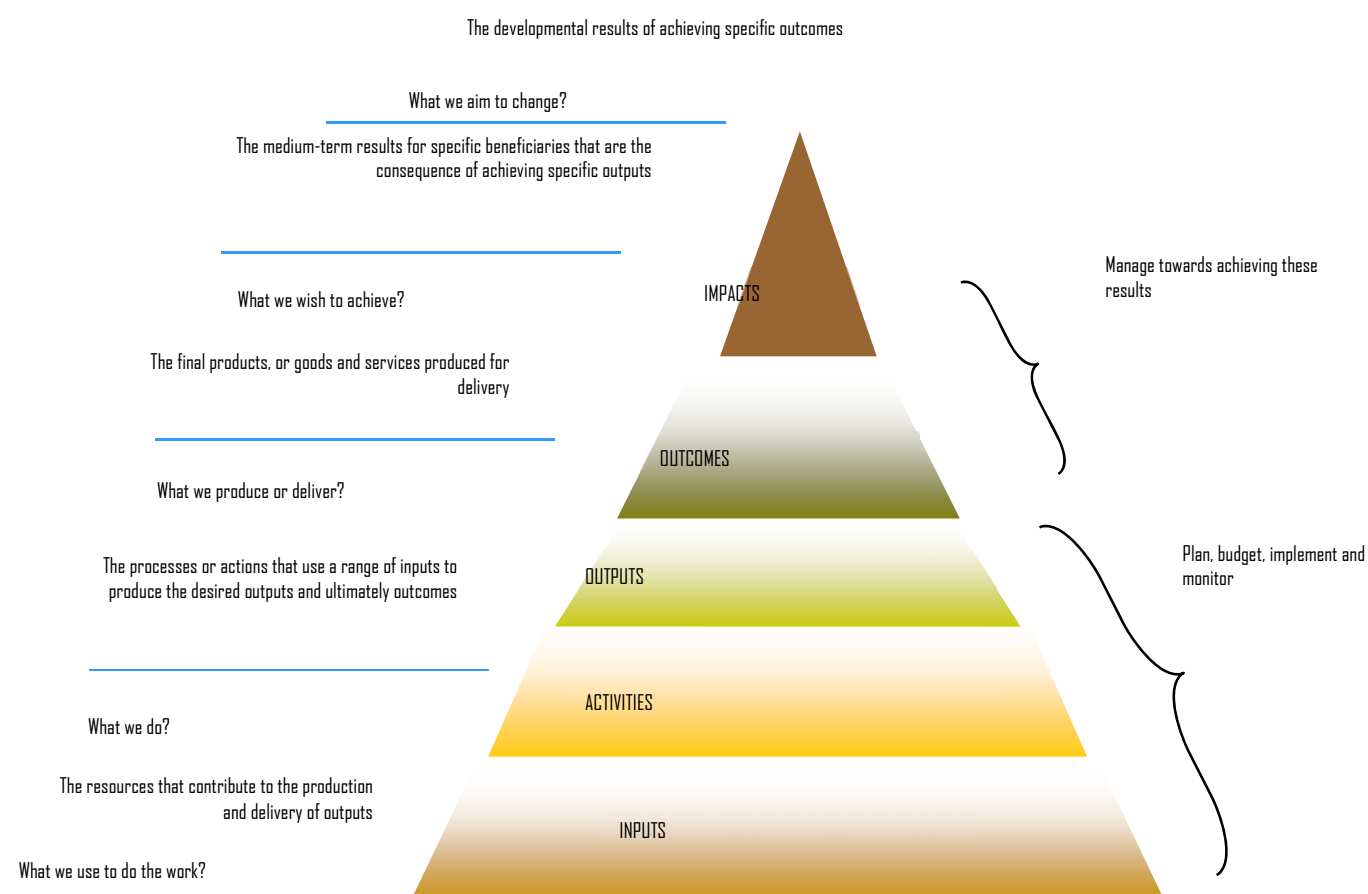 The developmental results of achieving specific outcomes
What we aim to change?
The medium-term results for specific beneficiaries that are the
consequence of achieving specific outputs
Manage towards achieving these
results
IMPACTS
What we wish to achieve?
The final products, or goods and services produced for
delivery
OUTCOMES
What we produce or deliver?
Plan, budget, implement and
monitor
The processes or actions that use a range of inputs to
produce the desired outputs and ultimately outcomes
OUTPUTS
ACTIVITIES
What we do?
The resources that contribute to the production
and delivery of outputs
INPUTS
What we use to do the work?